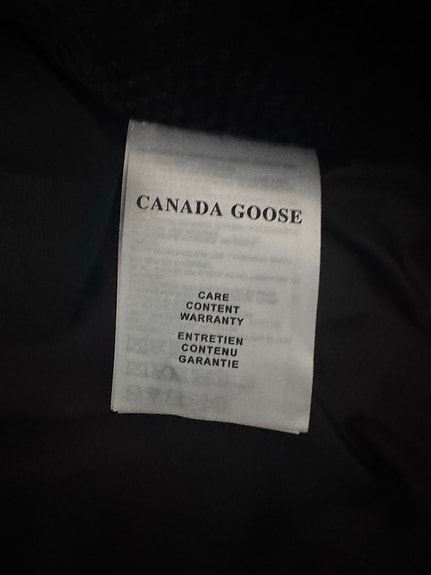 CANADA GOOSE
CARE
CONTENT
WARRANTY
ENTRETIEN
CONTENU
GARANTIE